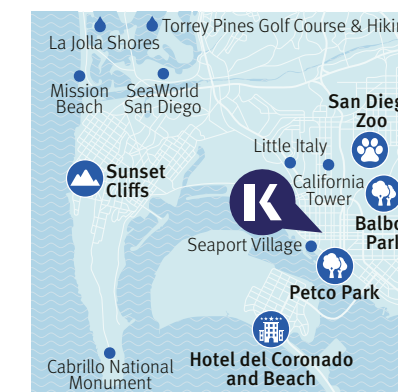 Torrey Pines Golf Course & Hikin
La Jolla Shores
Mission
Beach
SeaWorld
San Diego
San Dieg
Zoo
Little Italy
Sunset
Cliffs
California
Tower
K
Balbo
Park
Seaport Village
Petco Park
Hotel del Coronado
and Beach
Cabrillo National
Monument